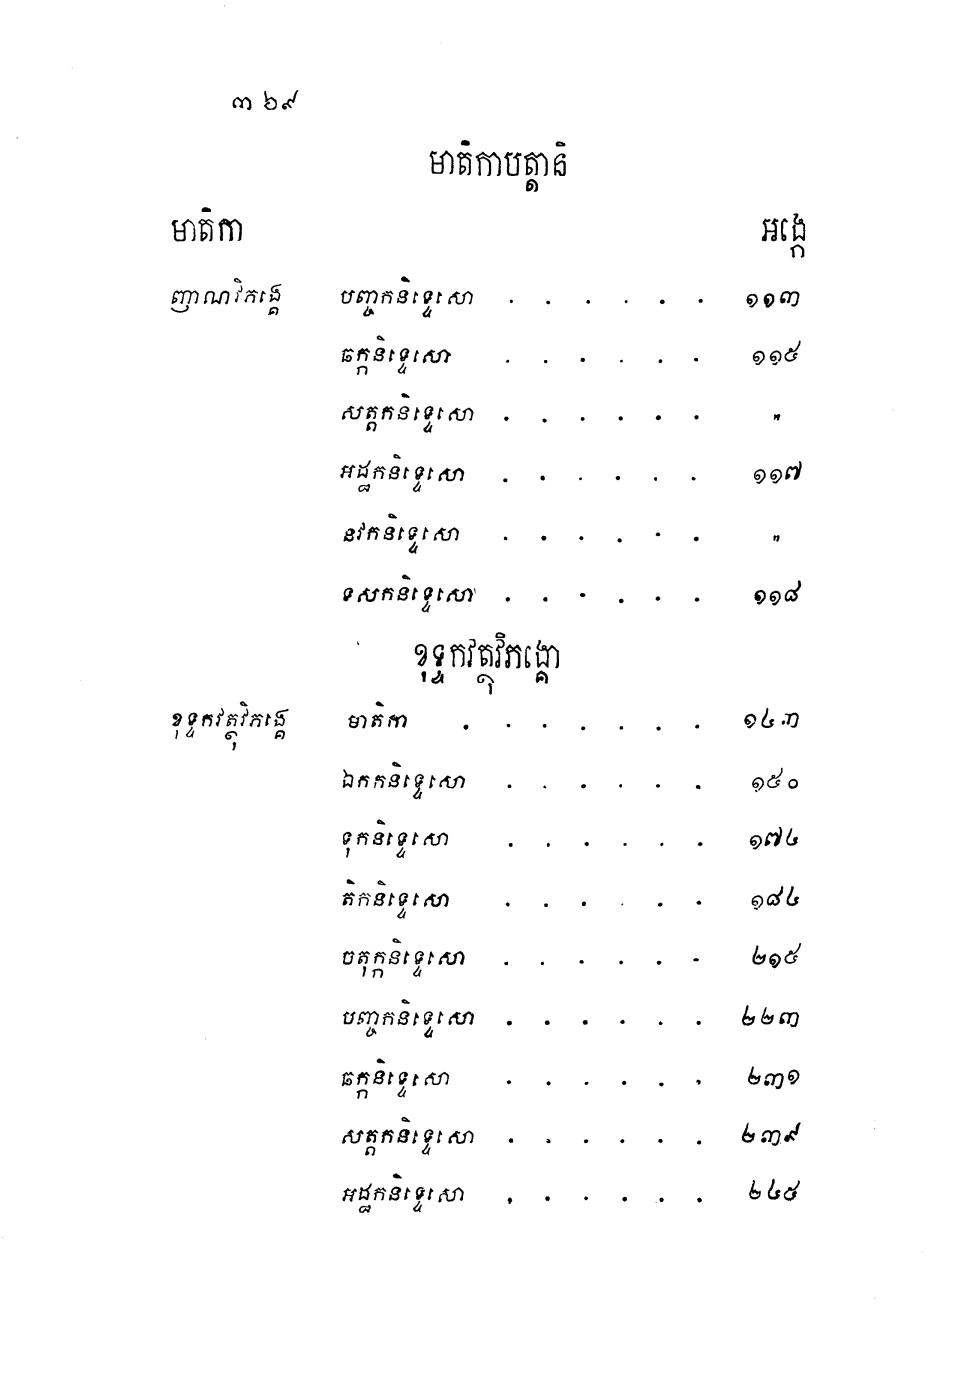 ៣៦៩
មាតិកាបត្តានិ
មាតិកា អង្កេ
ញាណវិភង្គេ បញ្ចកនិទ្ទេសោ . . . . . . ១១៣
ឆក្កនិទ្ទេសោ . . . . . . ១១៥
សត្តកនិទ្ទេសោ . . . . . . "
អដ្ឋកនិទ្ទេសោ . . . . . . ១១៧
នវកនិទ្ទេសោ . . . . . . "
ទសកនិទ្ទេសោ . . . . . . ១១៨
ខុទ្ទកវត្ថុវិភង្គោ
ខុទ្ទកវត្ថុវិភង្គេ មាតិកា . . . . . . . ១៤៣
ឯកកនិទ្ទេសោ . . . . . . ១៥០
ទុកនិទ្ទេសោ . . . . . . ១៧៤
តិកនិទ្ទេសោ . . . . . . ១៨៤
ចតុក្កនិទ្ទេសោ . . . . . . ២១៥
បញ្ចកនិទ្ទេសោ . . . . . . ២២៣
ឆក្កនិទ្ទេសោ . . . . . . ២៣១
សត្តកនិទ្ទេសោ . . . . . . ២៣៩
អដ្ឋកនិទ្ទេសោ . . . . . . ២៤៥